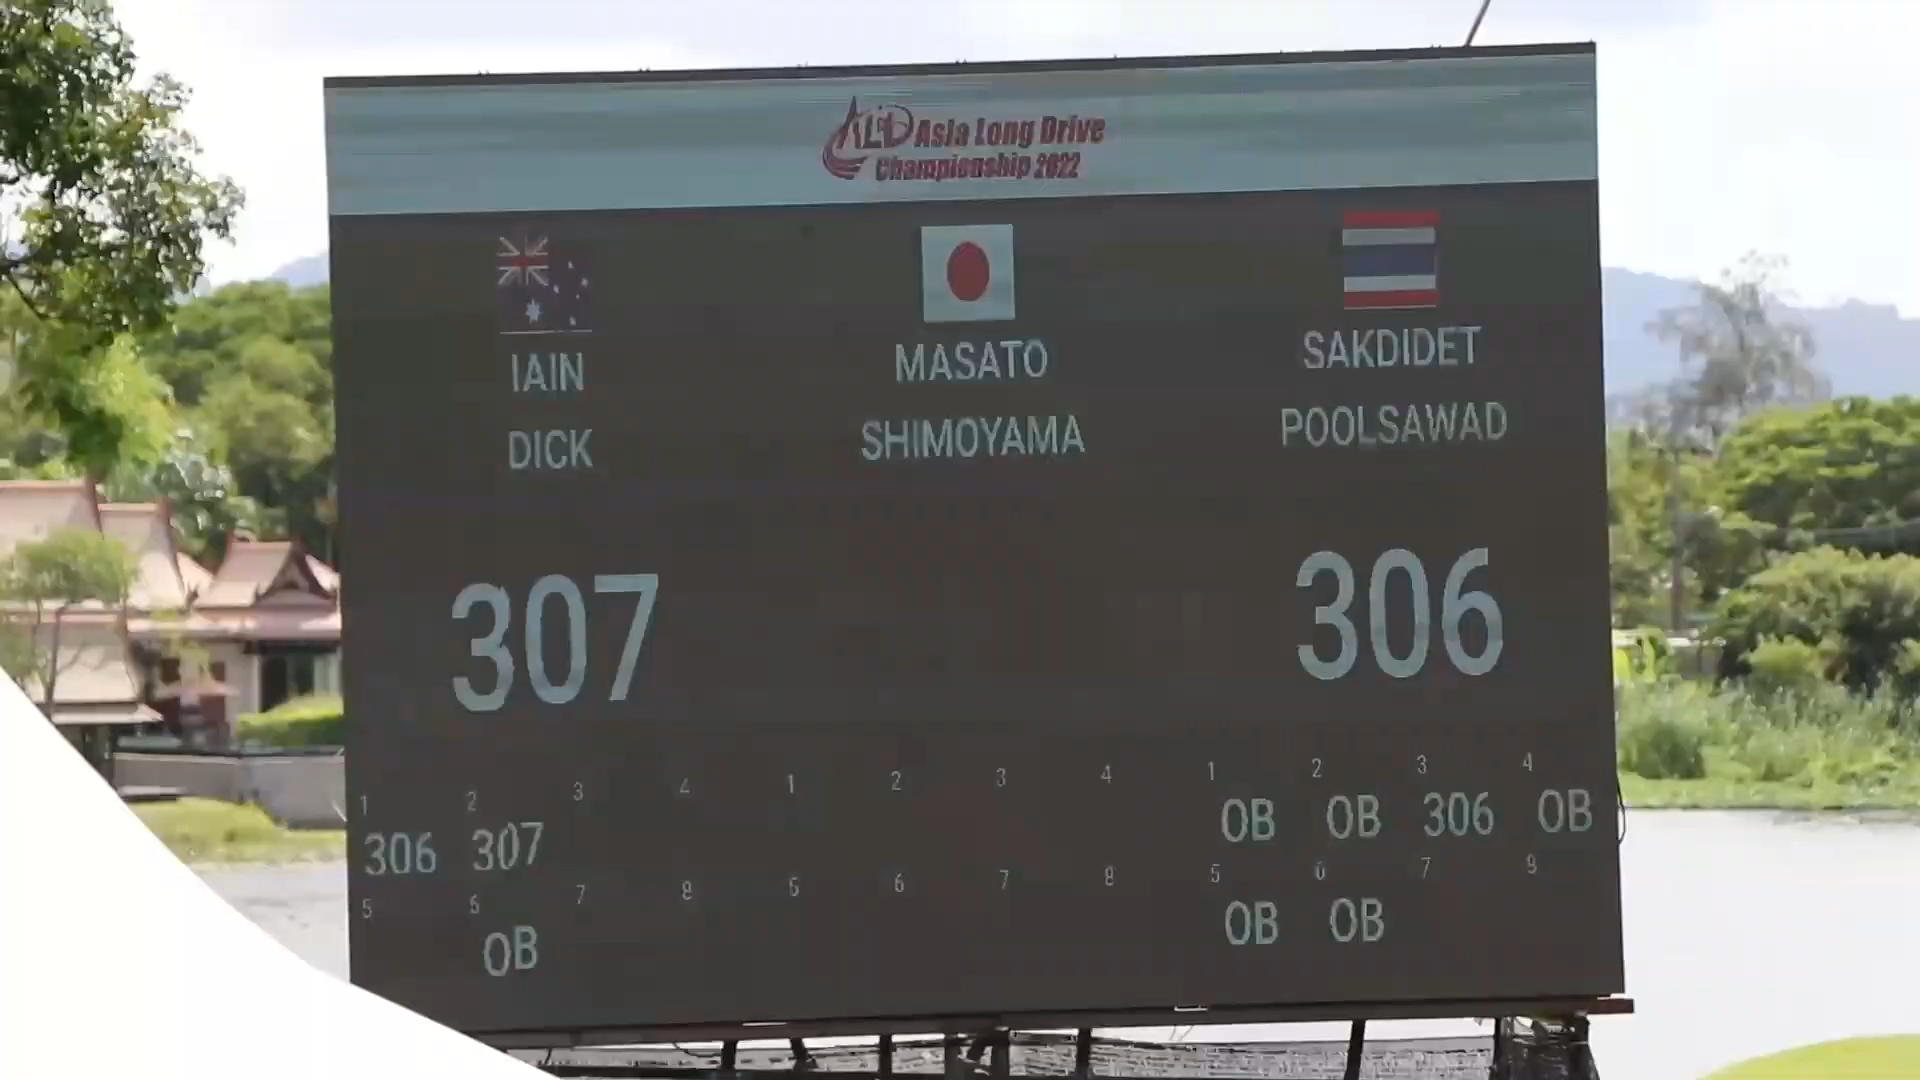 ALD Asia Long Drive
Championship 2022
IAIN
DICK
MASATO
SHIMOYAMA
SAKDIDET
POOLSAWAD
307
306
1 2 3 4
306 307
5 6 7 8
OB
1 2 3 4
5 6 7 8
1 2 3 4
OB OB 306 OB
5 6 7 8
OB OB